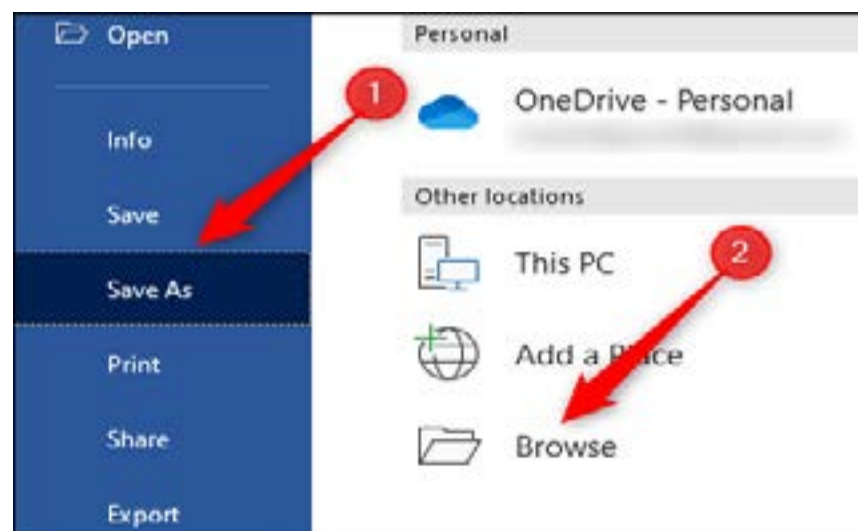 Open
Info
Save
Save As
Print
Share
Export
Personal
OneDrive - Personal
Other locations
This PC
Add a Place
Browse
1
2